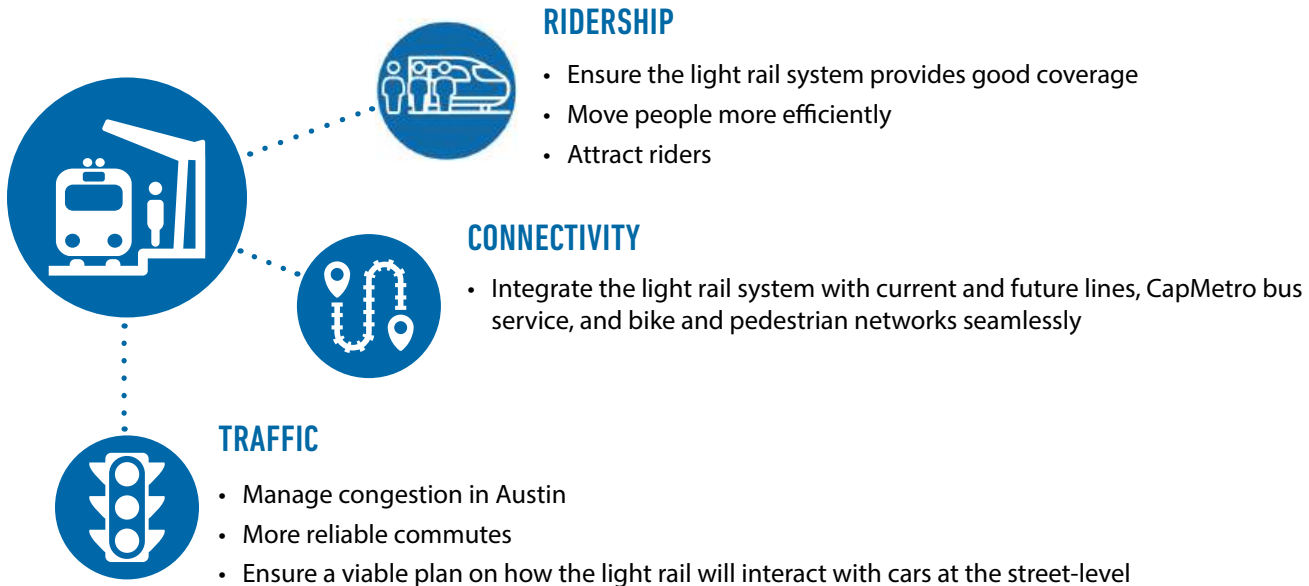 RIDERSHIP
• Ensure the light rail system provides good coverage
• Move people more efficiently
• Attract riders
CONNECTIVITY
• Integrate the light rail system with current and future lines, CapMetro bus
service, and bike and pedestrian networks seamlessly
TRAFFIC
• Manage congestion in Austin
• More reliable commutes
• Ensure a viable plan on how the light rail will interact with cars at the street-level